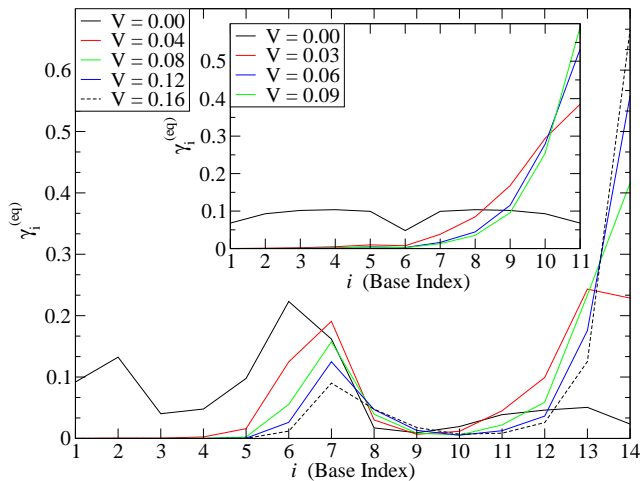 V = 0.00
V = 0.04
V = 0.08
V = 0.12
V = 0.16
V = 0.00
V = 0.03
V = 0.06
V = 0.09
0.5
0.4
0.3
0.2
0.1
0
γi(eq)
1 2 3 4 5 6 7 8 9 10 11
i (Base Index)
0.6
0.5
0.4
0.3
0.2
0.1
0
γi(eq)
1 2 3 4 5 6 7 8 9 10 11 12 13 14
i (Base Index)